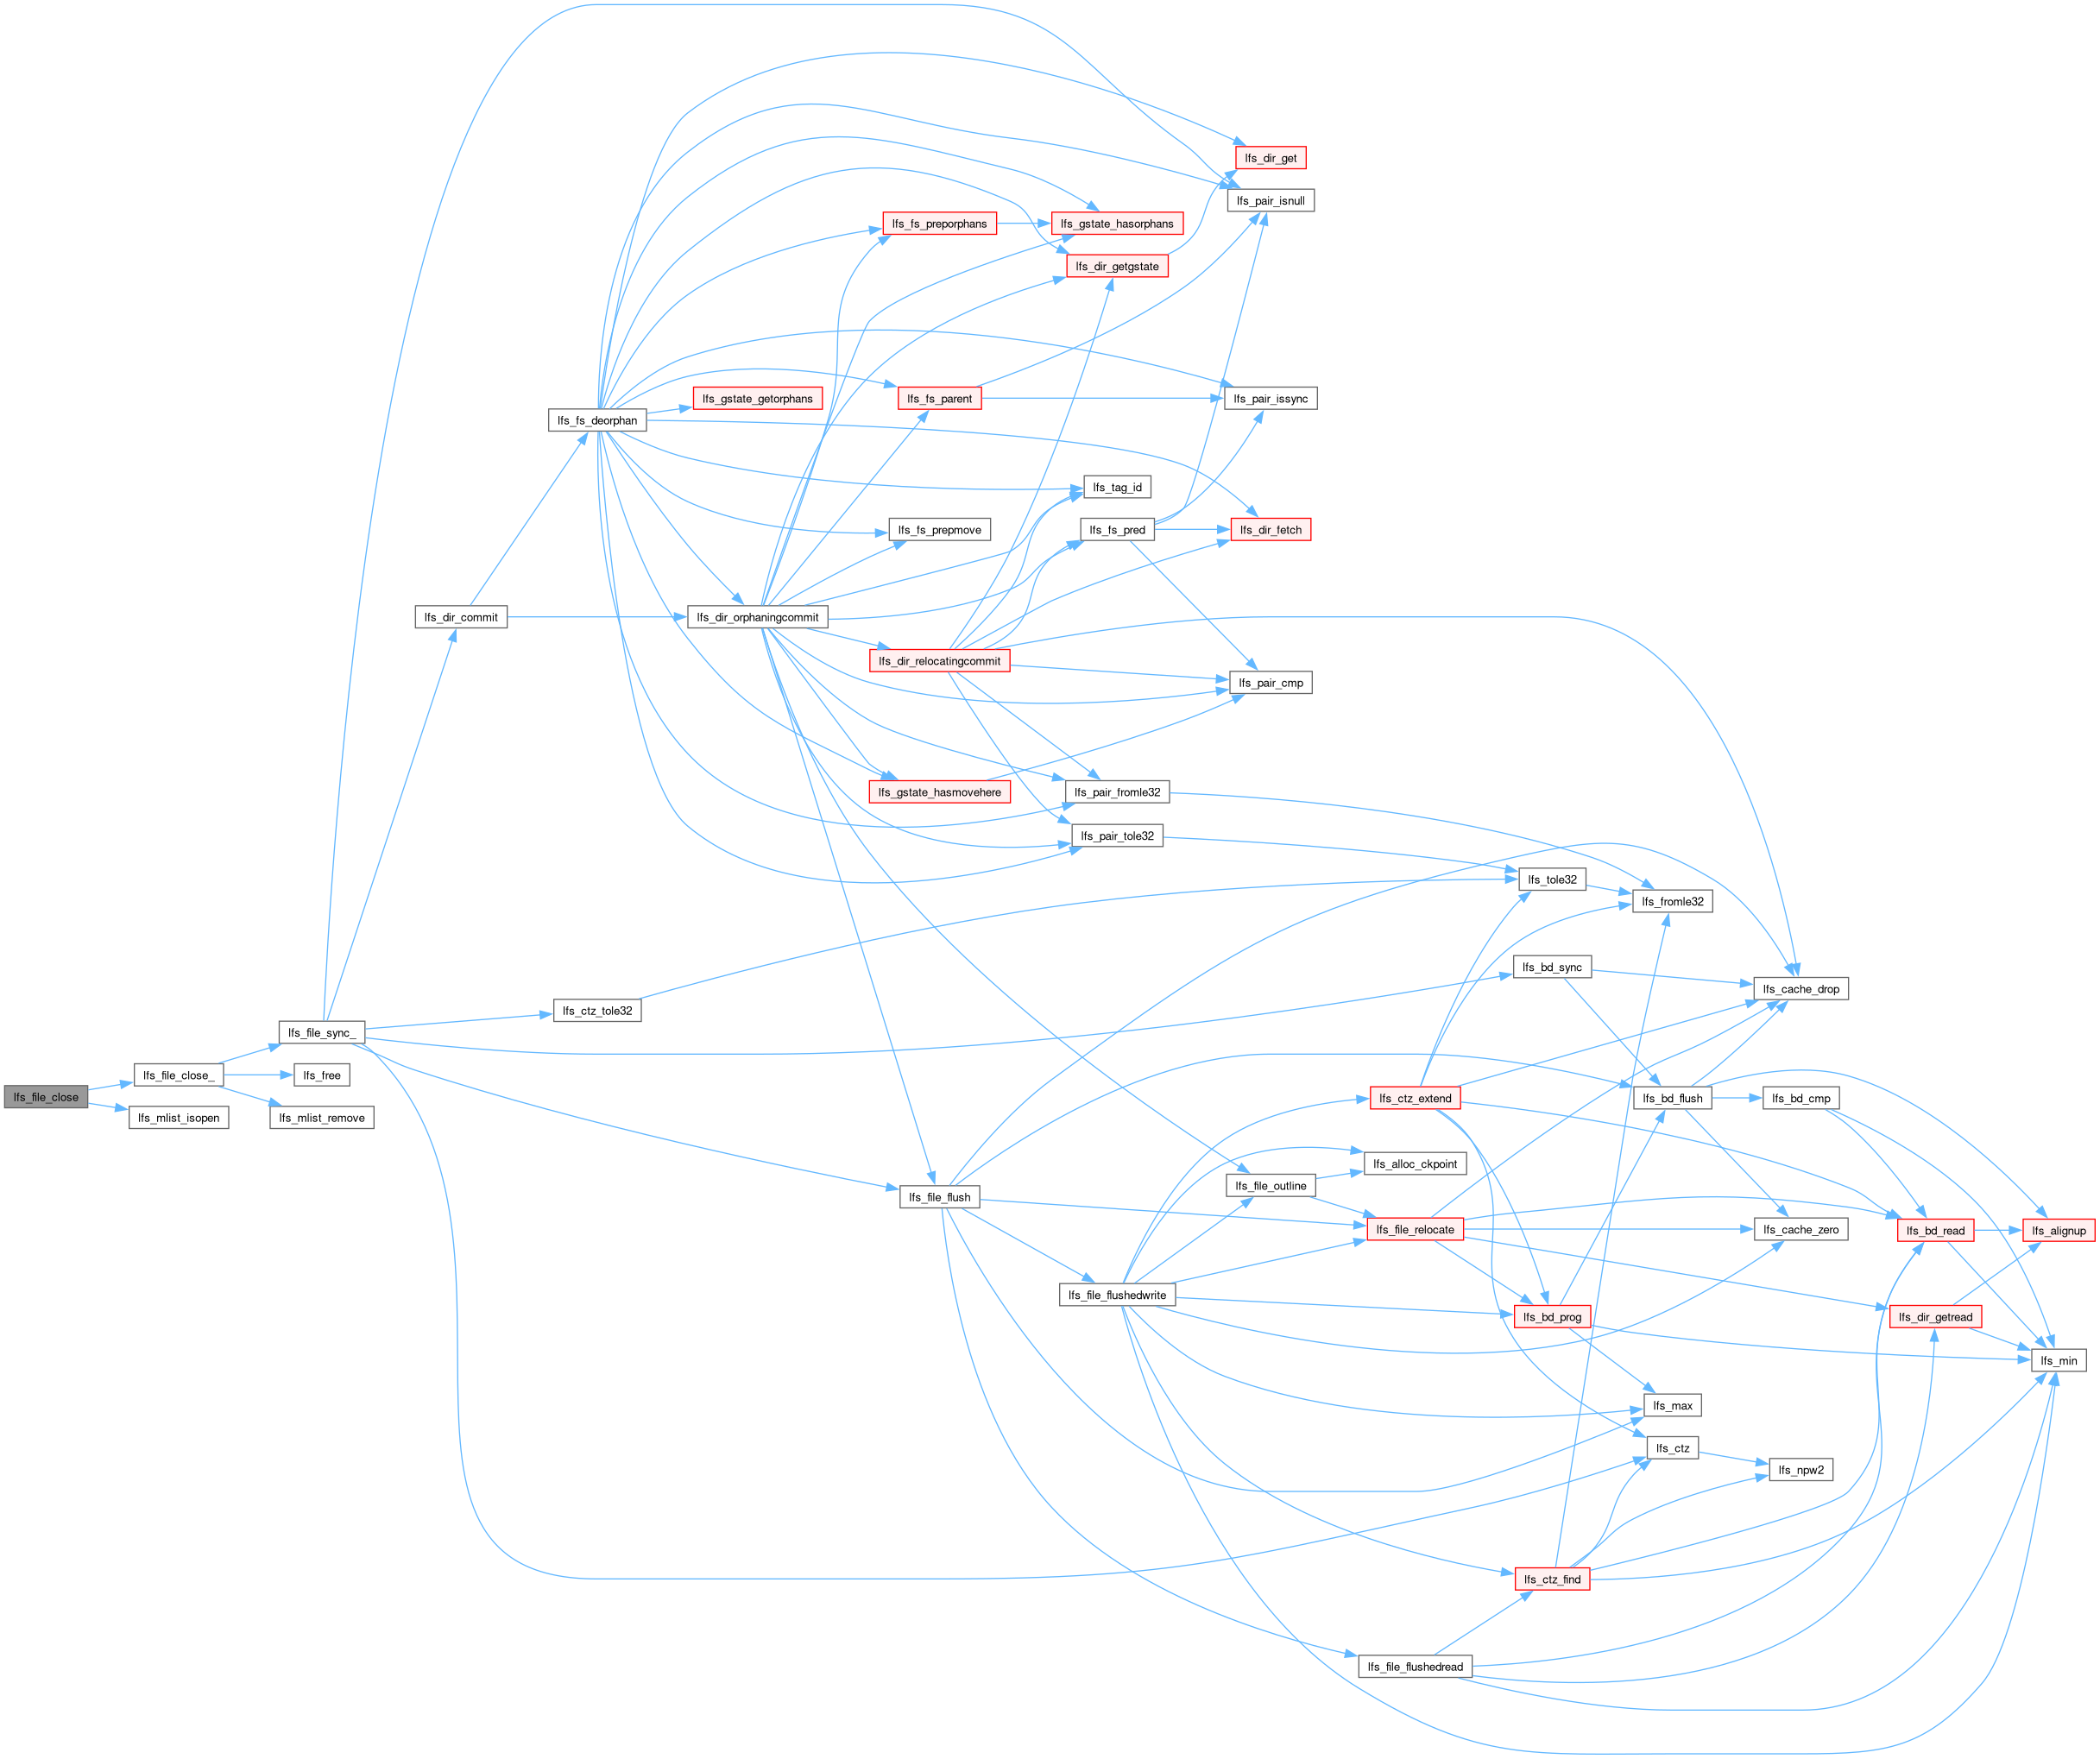 lfs_dir_get
lfs_pair_isnull
lfs_fs_preporphans
lfs_gstate_hasorphans
lfs_dir_getgstate
lfs_gstate_getorphans
lfs_fs_parent
lfs_pair_issync
lfs_fs_deorphan
lfs_tag_id
lfs_fs_prepmove
lfs_fs_pred
lfs_dir_fetch
lfs_dir_commit
lfs_dir_orphaningcommit
lfs_dir_relocatingcommit
lfs_pair_cmp
lfs_gstate_hasmovehere
lfs_pair_fromle32
lfs_pair_tole32
lfs_tole32
lfs_fromle32
lfs_bd_sync
lfs_cache_drop
lfs_ctz_tole32
lfs_file_sync_
lfs_file_close_
lfs_free
lfs_file_close
lfs_mlist_isopen
lfs_mlist_remove
lfs_ctz_extend
lfs_bd_flush
lfs_bd_cmp
lfs_alloc_ckpoint
lfs_file_outline
lfs_file_flush
lfs_file_relocate
lfs_cache_zero
lfs_bd_read
lfs_alignup
lfs_file_flushedwrite
lfs_bd_prog
lfs_dir_getread
lfs_min
lfs_max
lfs_ctz
lfs_npw2
lfs_ctz_find
lfs_file_flushedread